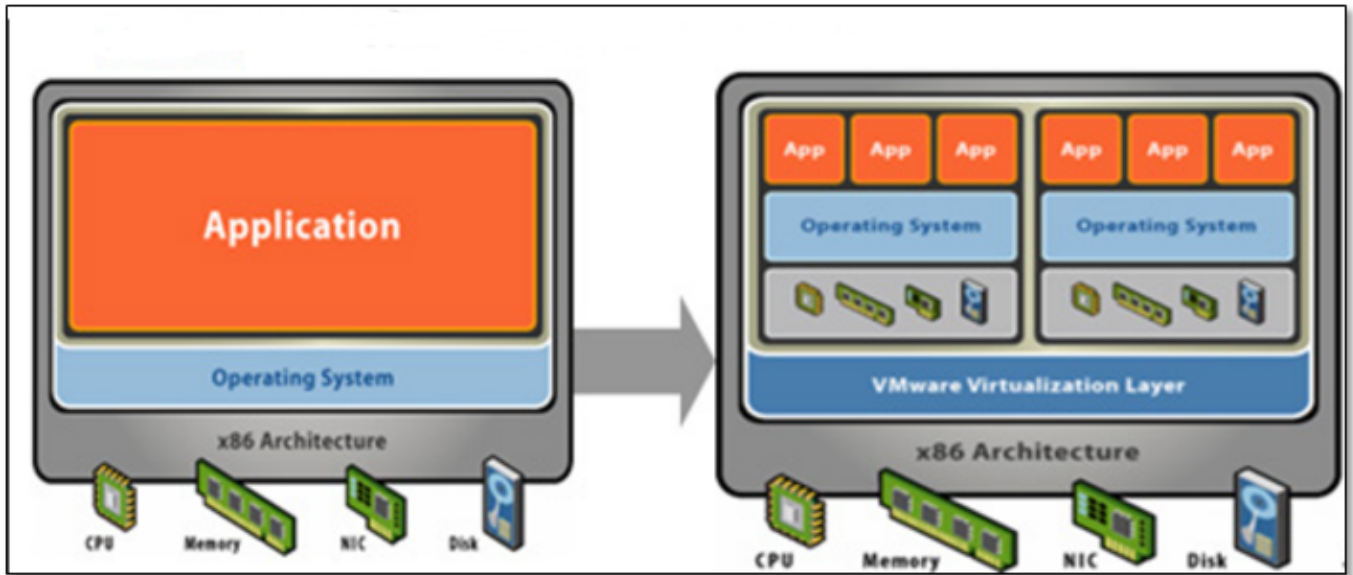 Application
Operating System
x86 Architecture
CPU Memory NIC Disk
App App App App App App
Operating System Operating System
VMware Virtualization Layer
x86 Architecture
CPU Memory NIC Disk